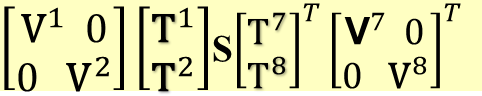 [V¹ 0; 0 V²] [T¹; T²] S [T⁷; T⁸]ᵀ [V⁷ 0; 0 V⁸]ᵀ